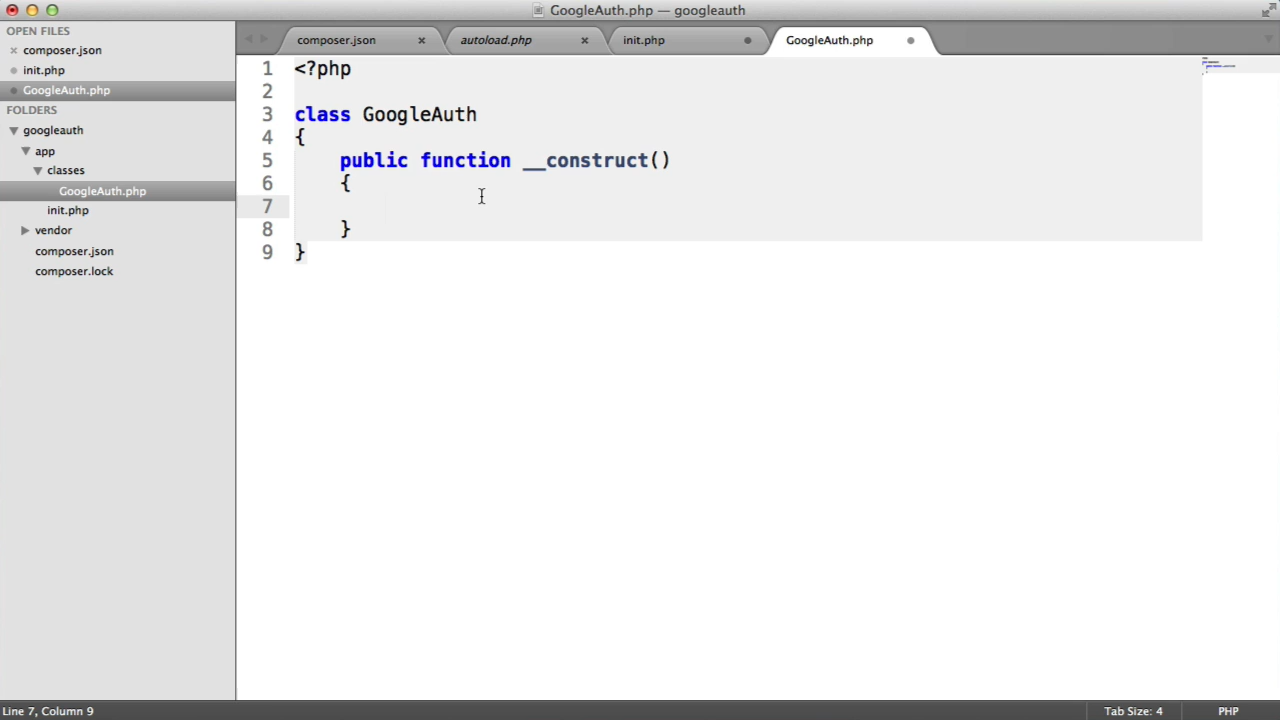 GoogleAuth.php — googleauth
OPEN FILES
composer.json
init.php
GoogleAuth.php
FOLDERS
googleauth
app
classes
GoogleAuth.php
init.php
vendor
composer.json
composer.lock
composer.json
autoload.php
init.php
GoogleAuth.php
1 <?php
2
3 class GoogleAuth
4 {
5     public function __construct()
6     {
7
8     }
9 }
Line 7, Column 9
Tab Size: 4
PHP